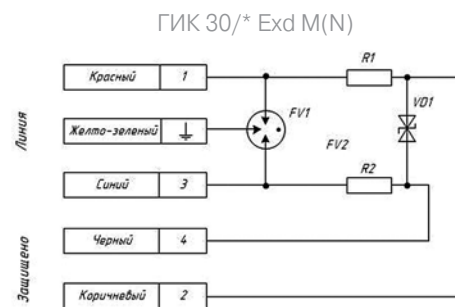 ГИК 30/* Exd M(N)
Линия
Красный 1
Желто-зеленый
Синий 3
Защищено
Черный 4
Коричневый 2
R1
FV1
VD1
FV2
R2